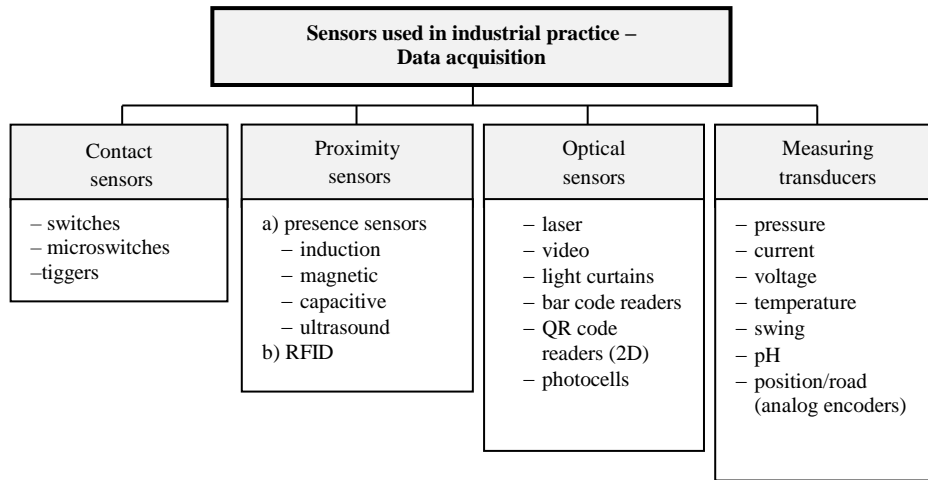 Sensors used in industrial practice –
Data acquisition
Contact
sensors
– switches
– microswitches
–tiggers
Proximity
sensors
a) presence sensors
– induction
– magnetic
– capacitive
– ultrasound
b) RFID
Optical
sensors
– laser
– video
– light curtains
– bar code readers
– QR code
readers (2D)
– photocells
Measuring
transducers
– pressure
– current
– voltage
– temperature
– swing
– pH
– position/road
(analog encoders)